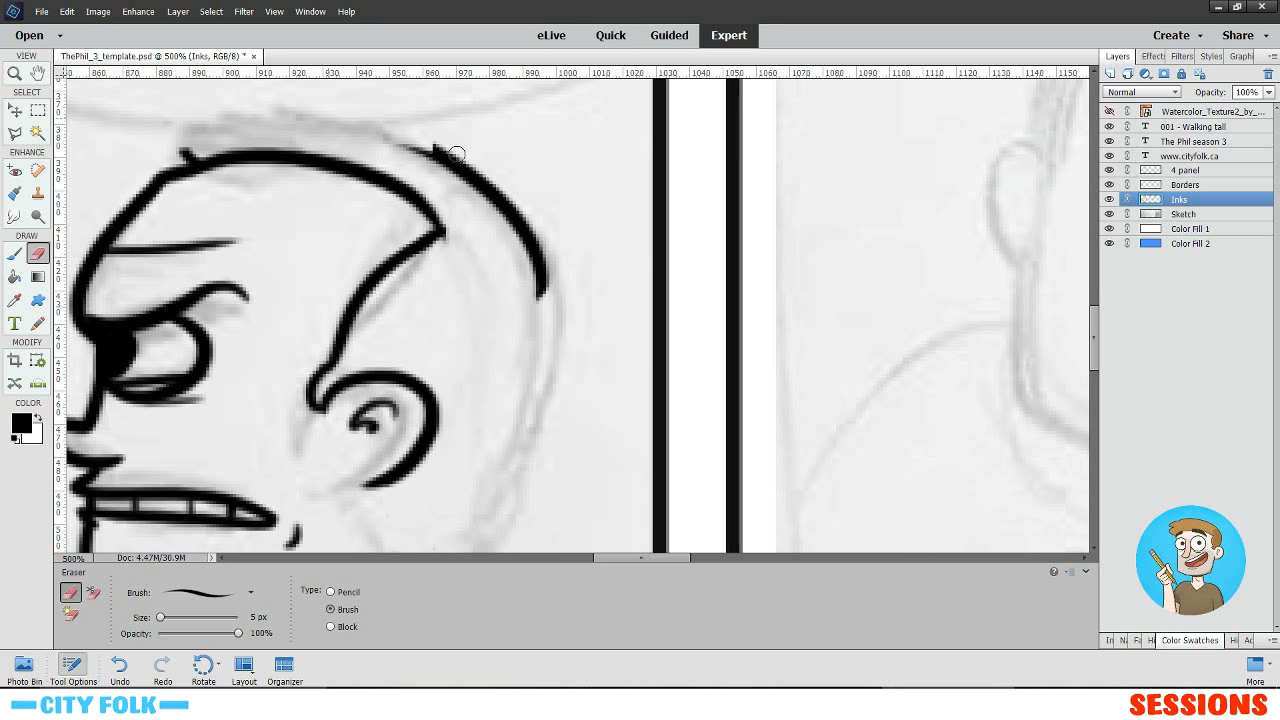 File Edit Image Enhance Layer Select Filter View Window Help
Open eLive Quick Guided Expert Create Share
VIEW ThePhil_3_template.psd @ 500% (Inks, RGB/8) * × Layers Effect Filters Styles Graph
860 870 880 890 900 910 920 930 940 950 960 970 980 990 1000 1010 1020 1030 1040 1050 1060 1070 1080 1090 1100 1110 1120 1130 1140 1150
SELECT
Normal Opacity: 100%
Watercolor_Texture2_by_...
001 - Walking tall
The Phil season 3
www.cityfolk.ca
4 panel
Borders
Inks
Sketch
Color Fill 1
Color Fill 2
ENHANCE
DRAW
MODIFY
COLOR
500% Doc: 4.47M/30.9M
Eraser
Brush: Type: Pencil
Size: 5 px Brush
Opacity: 100% Block
Color Swatches
Photo Bin Tool Options Undo Redo Rotate Layout Organizer More
CITY FOLK SESSIONS